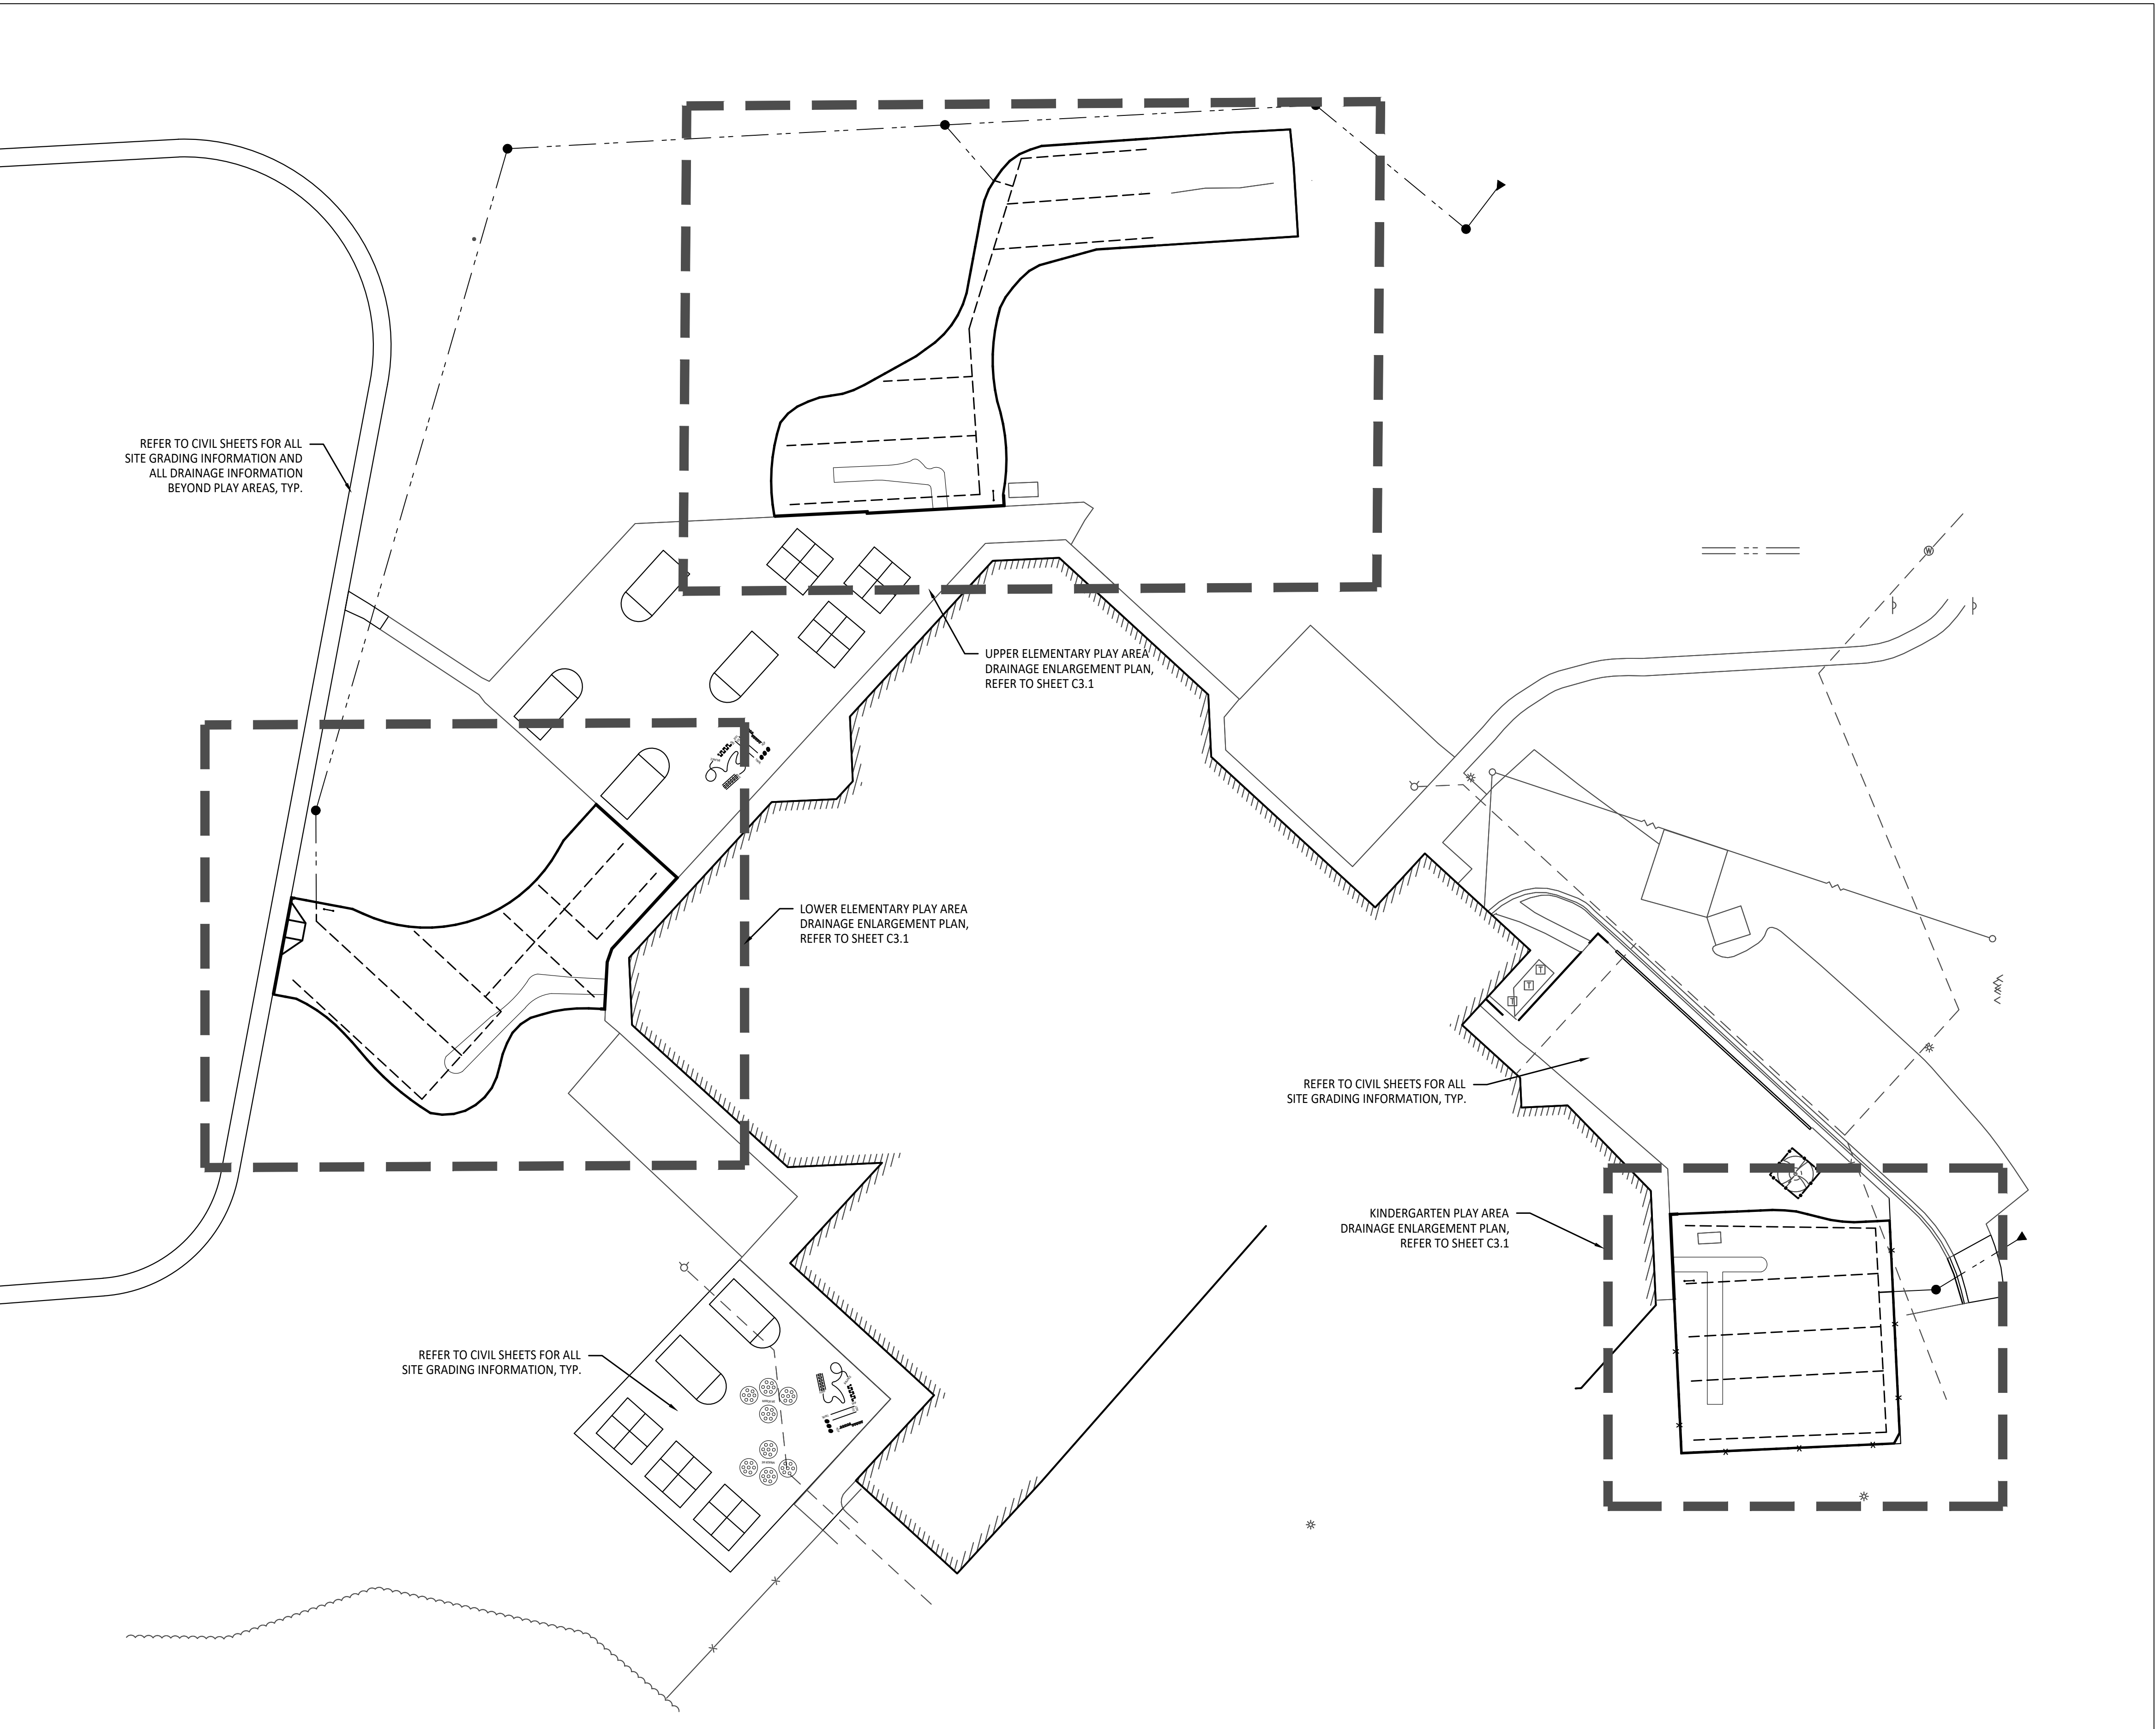 REFER TO CIVIL SHEETS FOR ALL
SITE GRADING INFORMATION AND
ALL DRAINAGE INFORMATION
BEYOND PLAY AREAS, TYP.
W
UPPER ELEMENTARY PLAY AREA
DRAINAGE ENLARGEMENT PLAN,
REFER TO SHEET C3.1
LOWER ELEMENTARY PLAY AREA
DRAINAGE ENLARGEMENT PLAN,
REFER TO SHEET C3.1
T
T
T
REFER TO CIVIL SHEETS FOR ALL
SITE GRADING INFORMATION, TYP.
KINDERGARTEN PLAY AREA
DRAINAGE ENLARGEMENT PLAN,
REFER TO SHEET C3.1
REFER TO CIVIL SHEETS FOR ALL
SITE GRADING INFORMATION, TYP.